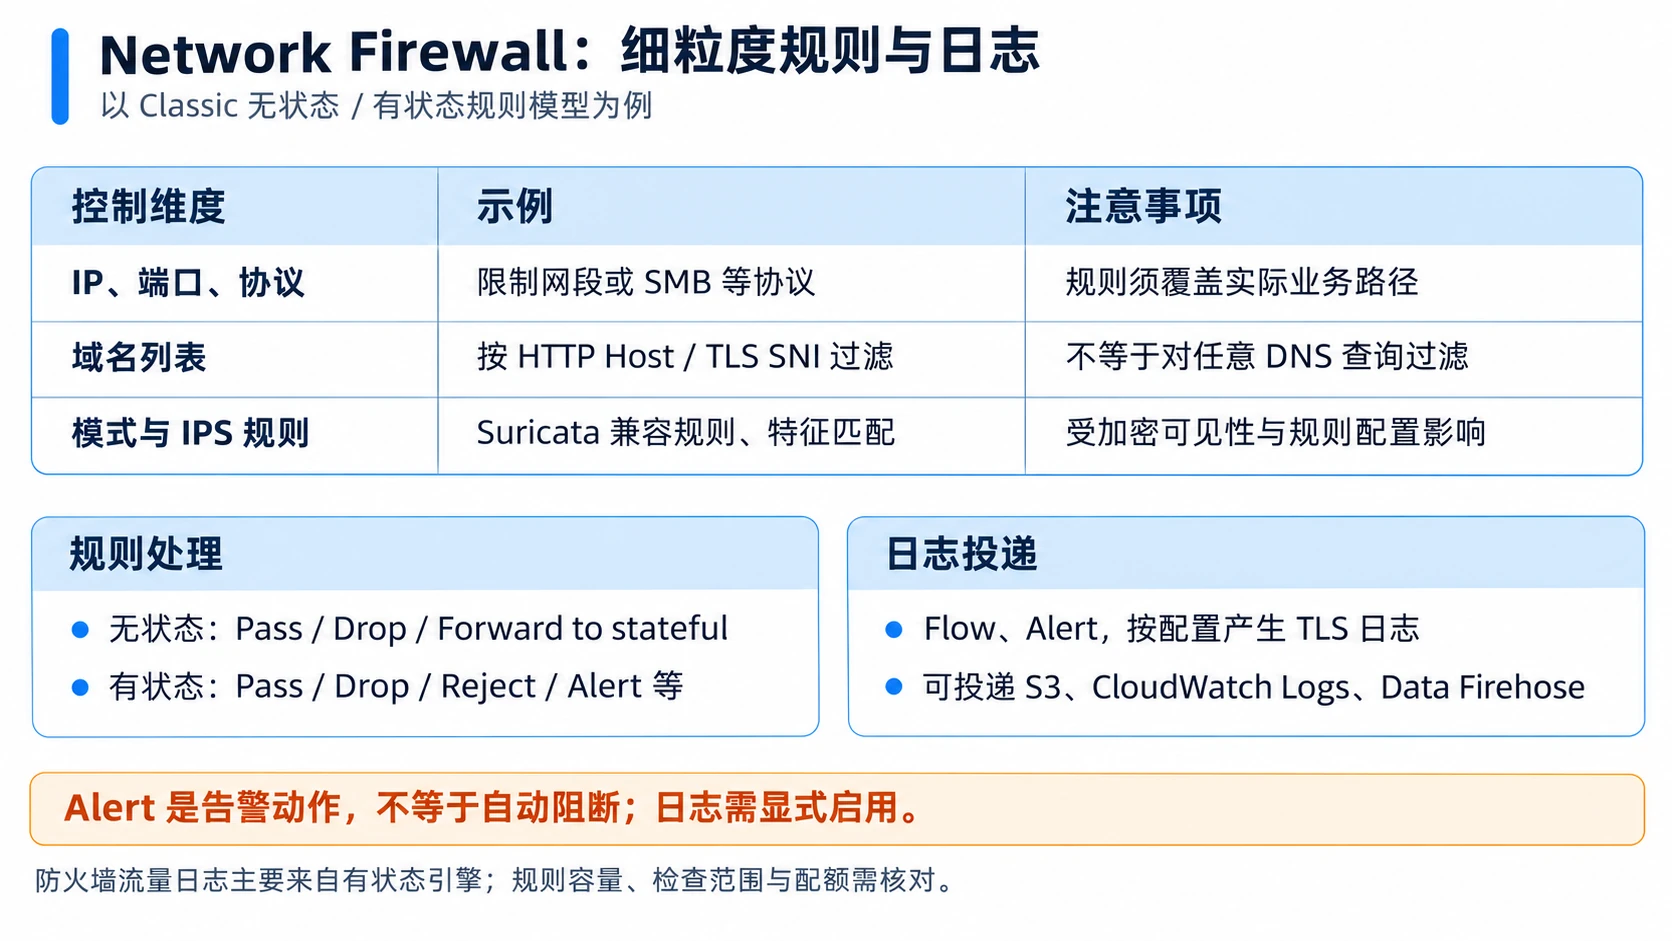 Network Firewall：细粒度规则与日志
以 Classic 无状态 / 有状态规则模型为例
控制维度 示例 注意事项
IP、端口、协议 限制网段或 SMB 等协议 规则须覆盖实际业务路径
域名列表 按 HTTP Host / TLS SNI 过滤 不等于对任意 DNS 查询过滤
模式与 IPS 规则 Suricata 兼容规则、特征匹配 受加密可见性与规则配置影响
规则处理
无状态：Pass / Drop / Forward to stateful
有状态：Pass / Drop / Reject / Alert 等
日志投递
Flow、Alert，按配置产生 TLS 日志
可投递 S3、CloudWatch Logs、Data Firehose
Alert 是告警动作，不等于自动阻断；日志需显式启用。
防火墙流量日志主要来自有状态引擎；规则容量、检查范围与配额需核对。